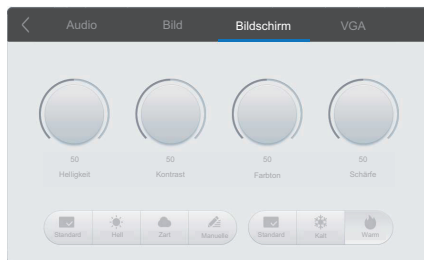 Audio Bild Bildschirm VGA
50 50 50 50
Helligkeit Kontrast Farbton Schärfe
Standard Hell Zart Manuelle Standard Kalt Warm